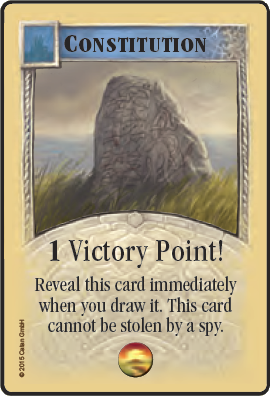 CONSTITUTION
1 Victory Point!
Reveal this card immediately
when you draw it. This card
cannot be stolen by a spy.
© 2015 Catan GmbH